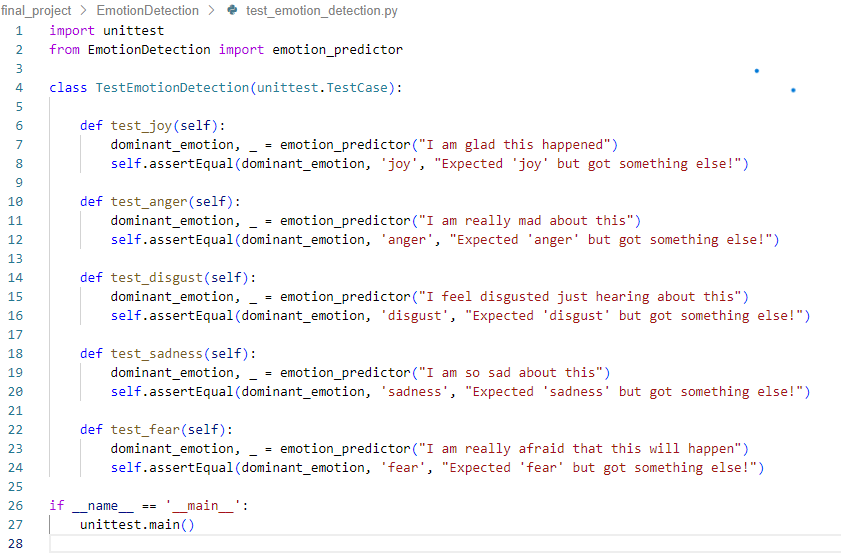 final_project > EmotionDetection > test_emotion_detection.py
1 import unittest
2 from EmotionDetection import emotion_predictor
3
4 class TestEmotionDetection(unittest.TestCase):
5
6     def test_joy(self):
7         dominant_emotion, _ = emotion_predictor("I am glad this happened")
8         self.assertEqual(dominant_emotion, 'joy', "Expected 'joy' but got something else!")
9
10     def test_anger(self):
11         dominant_emotion, _ = emotion_predictor("I am really mad about this")
12         self.assertEqual(dominant_emotion, 'anger', "Expected 'anger' but got something else!")
13
14     def test_disgust(self):
15         dominant_emotion, _ = emotion_predictor("I feel disgusted just hearing about this")
16         self.assertEqual(dominant_emotion, 'disgust', "Expected 'disgust' but got something else!")
17
18     def test_sadness(self):
19         dominant_emotion, _ = emotion_predictor("I am so sad about this")
20         self.assertEqual(dominant_emotion, 'sadness', "Expected 'sadness' but got something else!")
21
22     def test_fear(self):
23         dominant_emotion, _ = emotion_predictor("I am really afraid that this will happen")
24         self.assertEqual(dominant_emotion, 'fear', "Expected 'fear' but got something else!")
25
26 if __name__ == '__main__':
27     unittest.main()
28